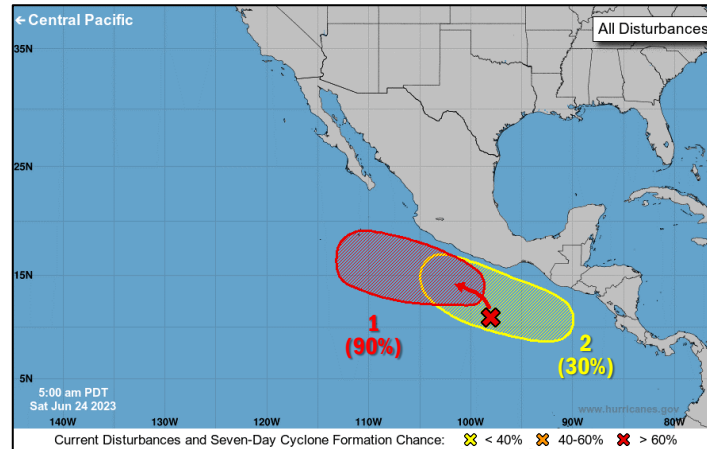 ← Central Pacific
All Disturbances
35N
25N
15N
5N
1
(90%)
2
(30%)
5:00 am PDT
Sat Jun 24 2023
www.hurricanes.gov
140W 130W 120W 110W 100W 90W 80W
Current Disturbances and Seven-Day Cyclone Formation Chance: < 40% 40-60% > 60%